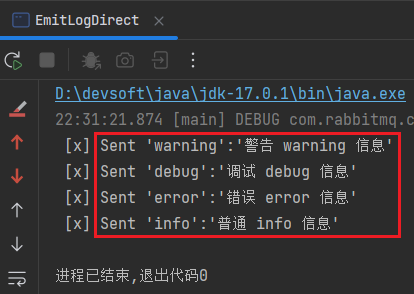 EmitLogDirect
D:\devsoft\java\jdk-17.0.1\bin\java.exe
22:31:21.874 [main] DEBUG com.rabbitmq.c
[x] Sent 'warning':'警告 warning 信息'
[x] Sent 'debug':'调试 debug 信息'
[x] Sent 'error':'错误 error 信息'
[x] Sent 'info':'普通 info 信息'
进程已结束,退出代码0